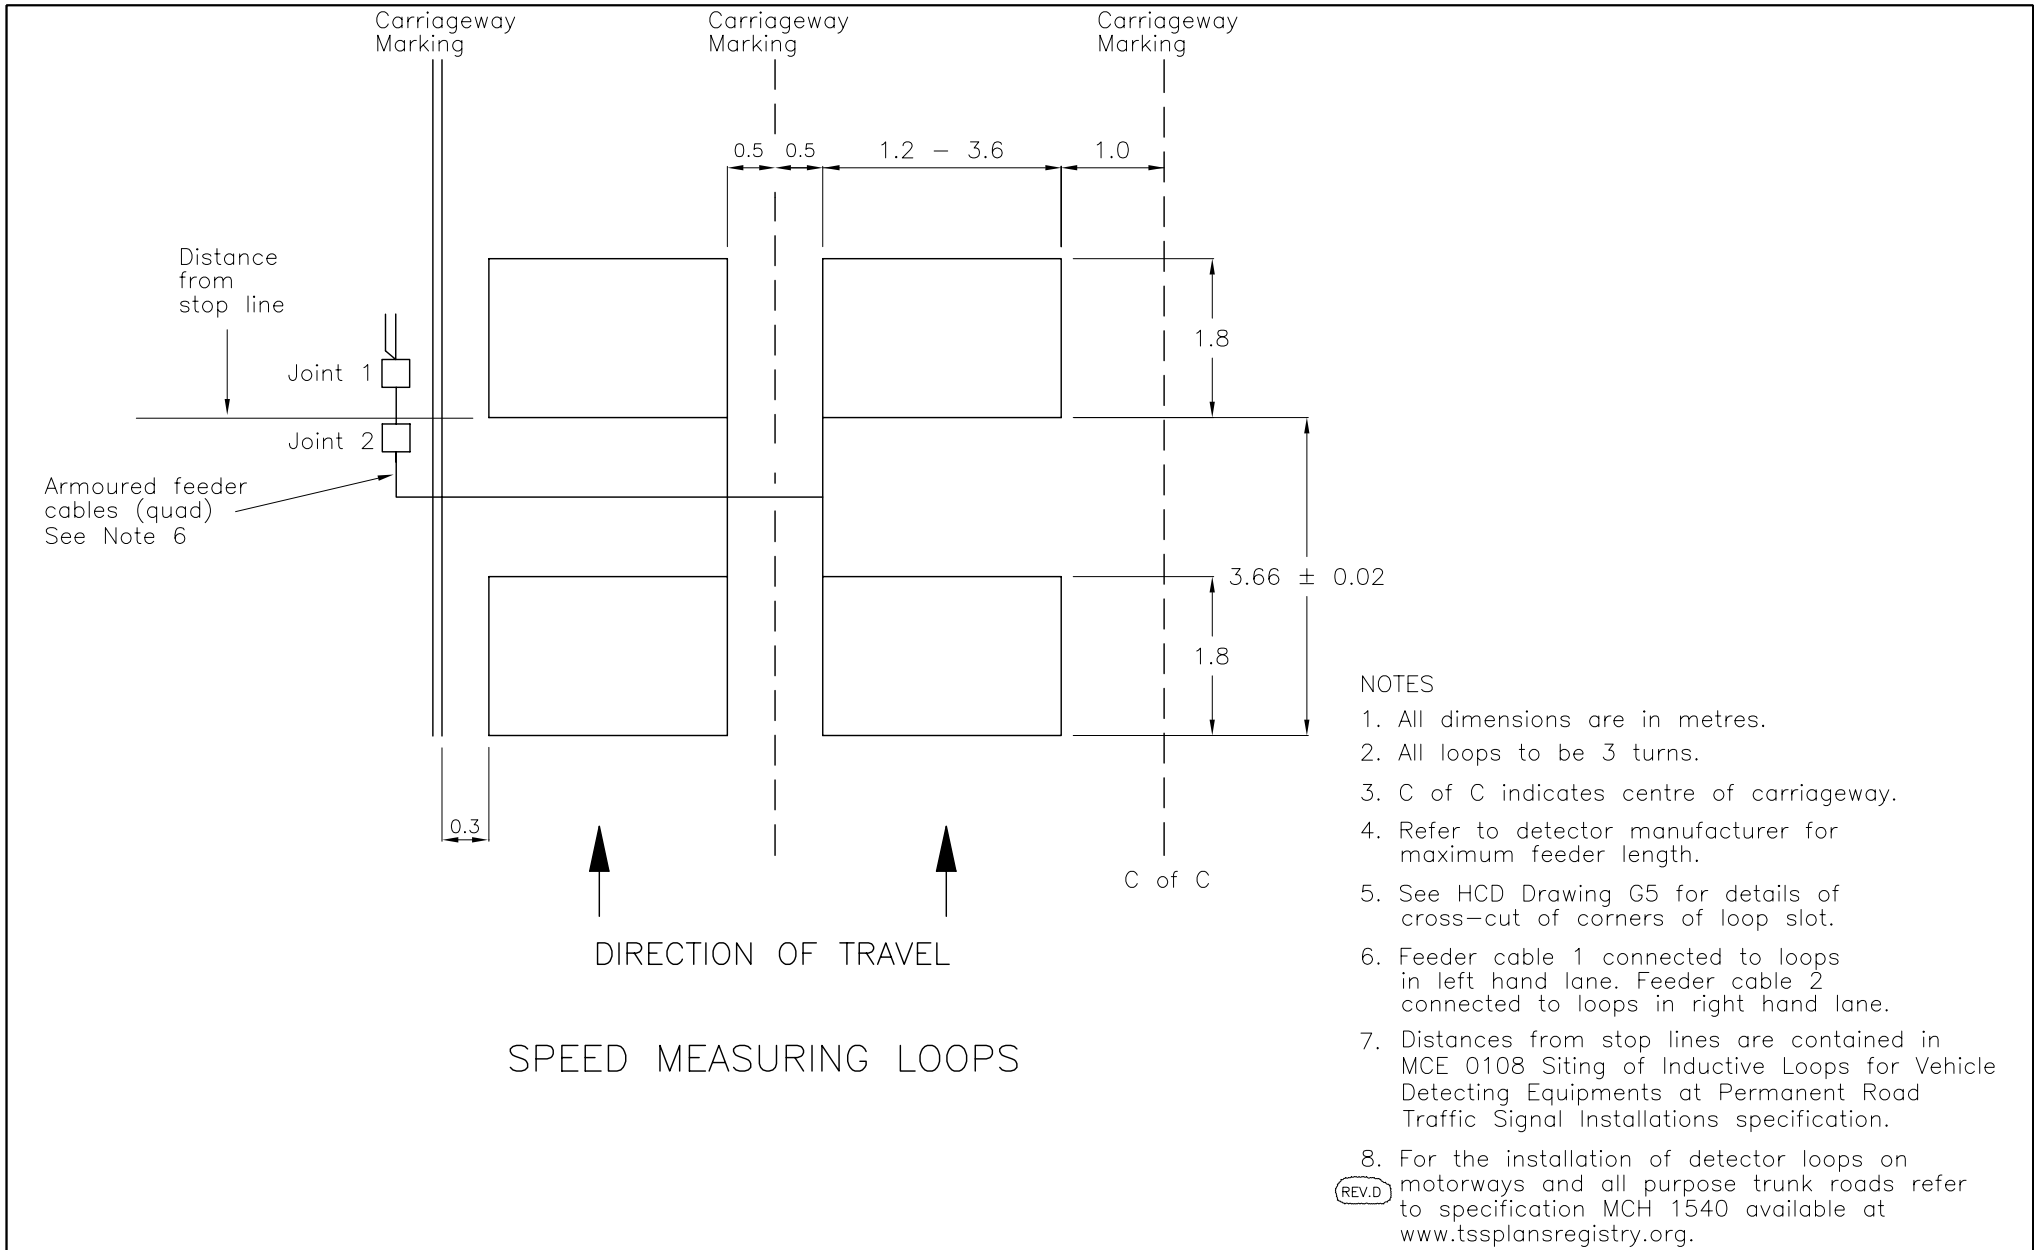 Carriageway
Marking
Carriageway
Marking
Carriageway
Marking
0.5
0.5
1.2 – 3.6
1.0
Distance
from
stop line
Joint 1
Joint 2
Armoured feeder
cables (quad)
See Note 6
1.8
3.66 ± 0.02
1.8
0.3
C of C
DIRECTION OF TRAVEL
SPEED MEASURING LOOPS
NOTES
1. All dimensions are in metres.
2. All loops to be 3 turns.
3. C of C indicates centre of carriageway.
4. Refer to detector manufacturer for
maximum feeder length.
5. See HCD Drawing G5 for details of
cross–cut of corners of loop slot.
6. Feeder cable 1 connected to loops
in left hand lane. Feeder cable 2
connected to loops in right hand lane.
7. Distances from stop lines are contained in
MCE 0108 Siting of Inductive Loops for Vehicle
Detecting Equipments at Permanent Road
Traffic Signal Installations specification.
8. For the installation of detector loops on
REV.D motorways and all purpose trunk roads refer
to specification MCH 1540 available at
www.tssplansregistry.org.